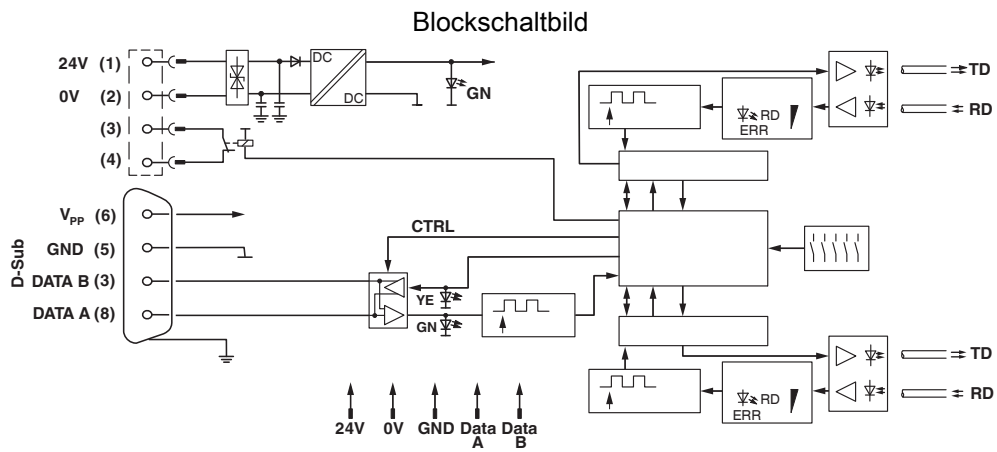 Blockschaltbild
24V (1)
0V (2)
(3)
(4)
DC
DC
GN
D-Sub
V_PP (6)
GND (5)
DATA B (3)
DATA A (8)
CTRL
YE
GN
RD
ERR
TD
RD
RD
ERR
TD
RD
24V 0V GND Data A Data B